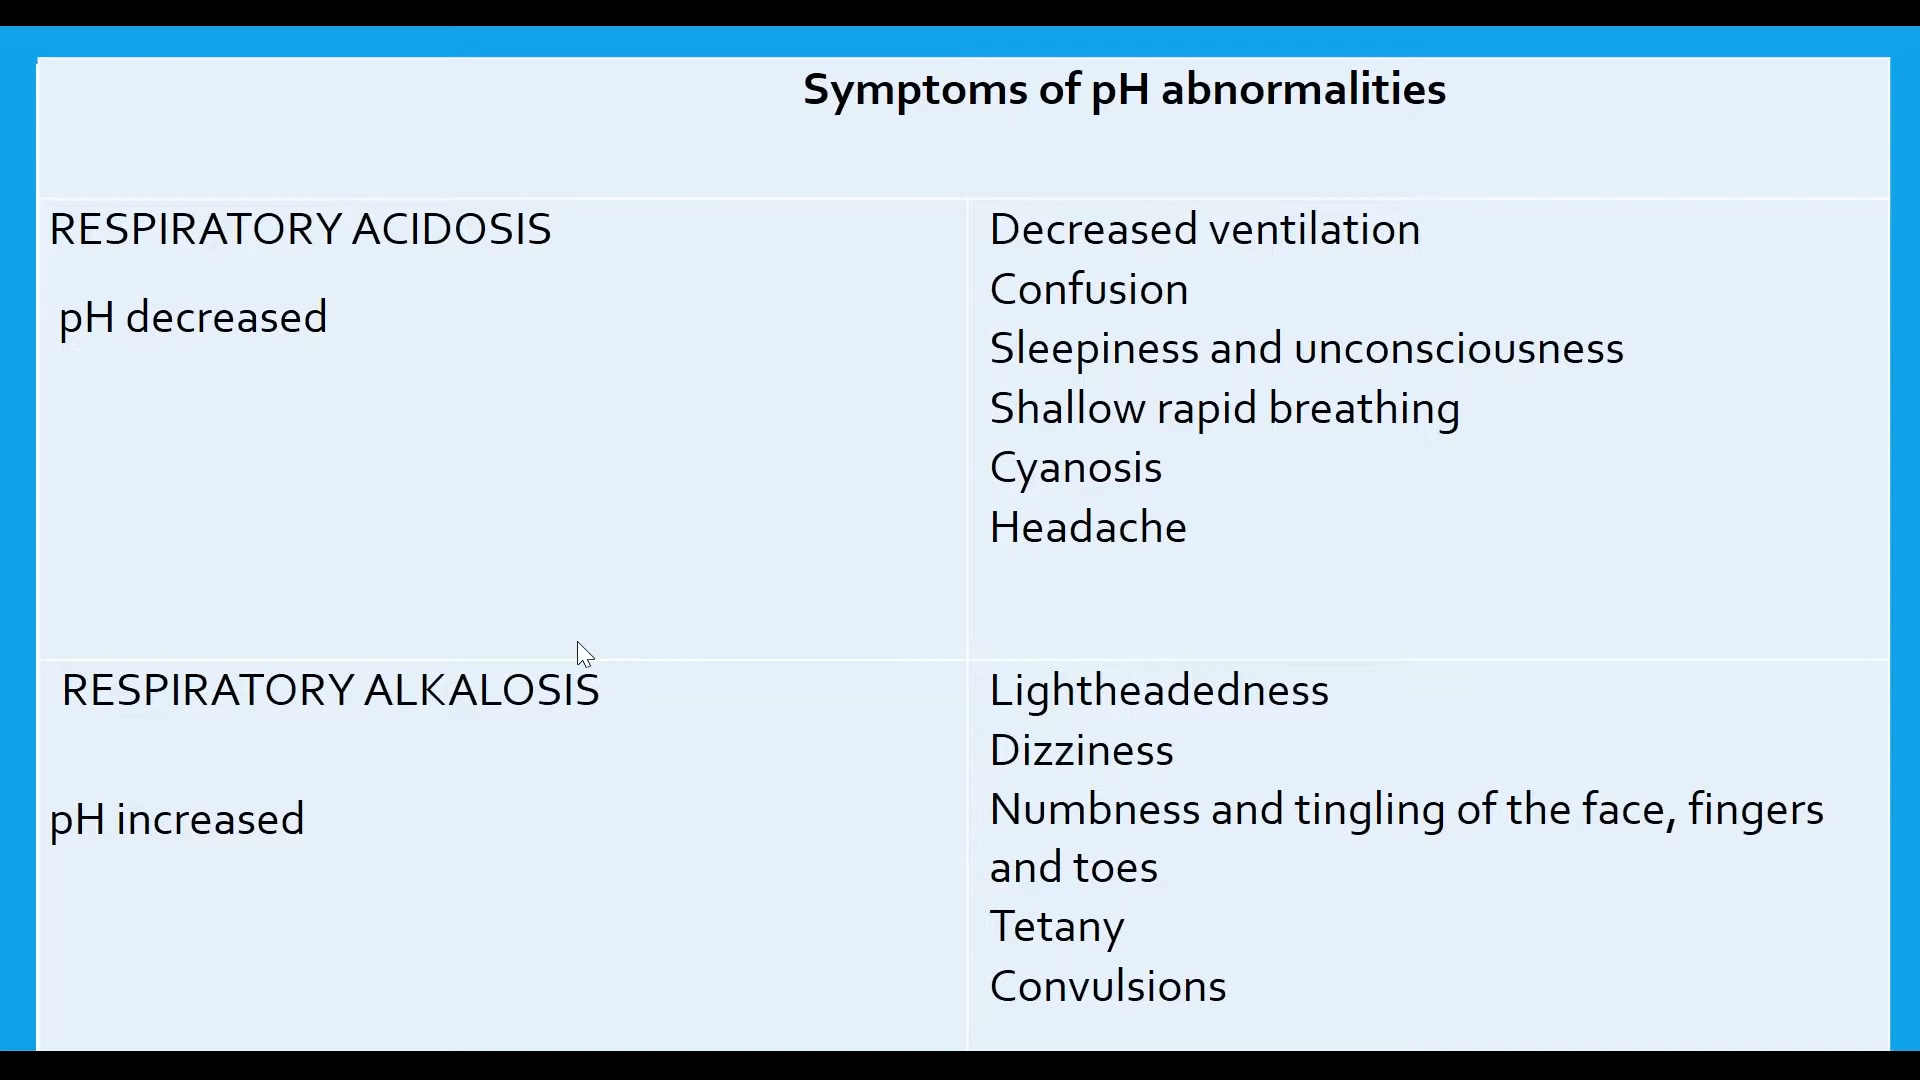 Symptoms of pH abnormalities
RESPIRATORY ACIDOSIS
pH decreased
Decreased ventilation
Confusion
Sleepiness and unconsciousness
Shallow rapid breathing
Cyanosis
Headache
RESPIRATORY ALKALOSIS
pH increased
Lightheadedness
Dizziness
Numbness and tingling of the face, fingers
and toes
Tetany
Convulsions